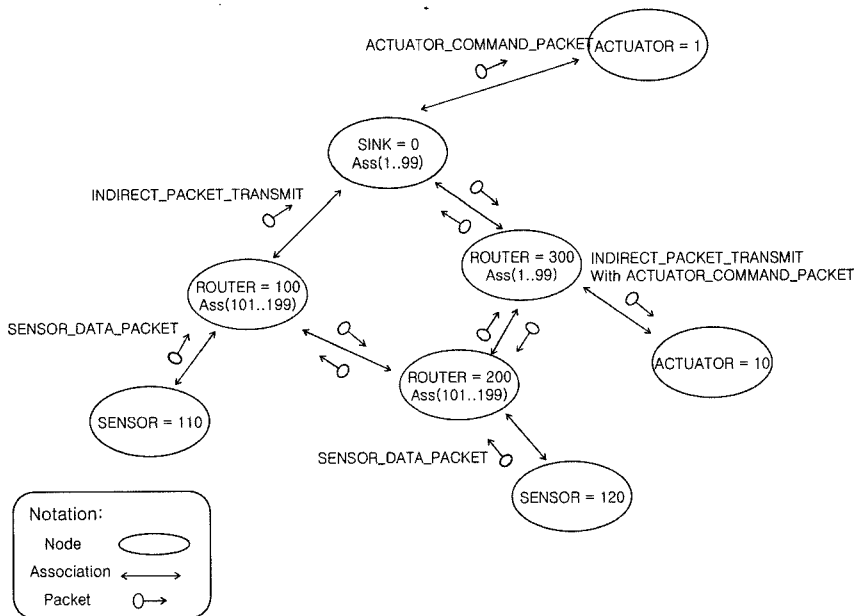 ACTUATOR_COMMAND_PACKET
ACTUATOR = 1
SINK = 0
Ass(1..99)
INDIRECT_PACKET_TRANSMIT
ROUTER = 300
Ass(1..99)
INDIRECT_PACKET_TRANSMIT
With ACTUATOR_COMMAND_PACKET
ROUTER = 100
Ass(101..199)
SENSOR_DATA_PACKET
ROUTER = 200
Ass(101..199)
ACTUATOR = 10
SENSOR = 110
SENSOR_DATA_PACKET
SENSOR = 120
Notation:
Node
Association
Packet